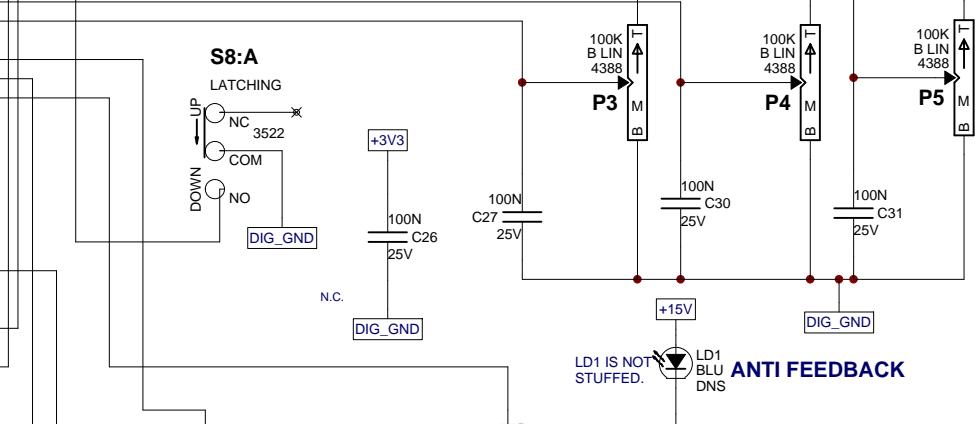 S8:A
LATCHING
UP
NC
3522
COM
DOWN
NO
DIG_GND
+3V3
100N
C26
25V
N.C.
DIG_GND
100K
B LIN
4388
P3
T
M
B
100N
C27
25V
100K
B LIN
4388
P4
T
M
B
100N
C30
25V
100K
B LIN
4388
P5
T
M
B
100N
C31
25V
DIG_GND
+15V
LD1 IS NOT
STUFFED.
LD1
BLU
DNS
ANTI FEEDBACK